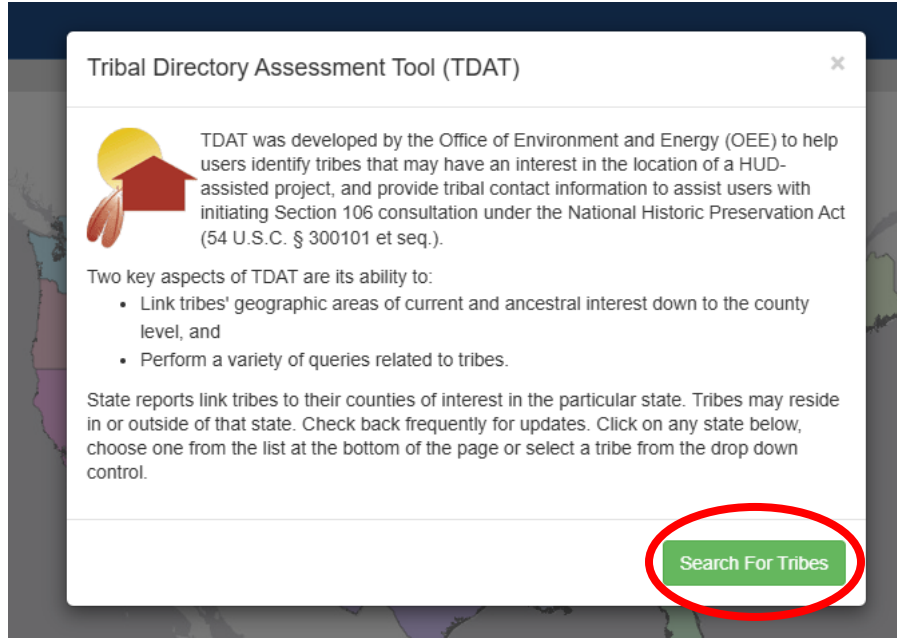 Tribal Directory Assessment Tool (TDAT)
×
TDAT was developed by the Office of Environment and Energy (OEE) to help
users identify tribes that may have an interest in the location of a HUD-
assisted project, and provide tribal contact information to assist users with
initiating Section 106 consultation under the National Historic Preservation Act
(54 U.S.C. § 300101 et seq.).
Two key aspects of TDAT are its ability to:
• Link tribes' geographic areas of current and ancestral interest down to the county
level, and
• Perform a variety of queries related to tribes.
State reports link tribes to their counties of interest in the particular state. Tribes may reside
in or outside of that state. Check back frequently for updates. Click on any state below,
choose one from the list at the bottom of the page or select a tribe from the drop down
control.
Search For Tribes